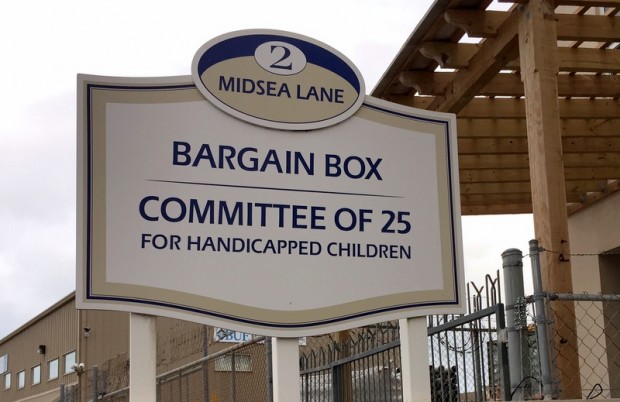 2
MIDSEA LANE
BARGAIN BOX
COMMITTEE OF 25
FOR HANDICAPPED CHILDREN